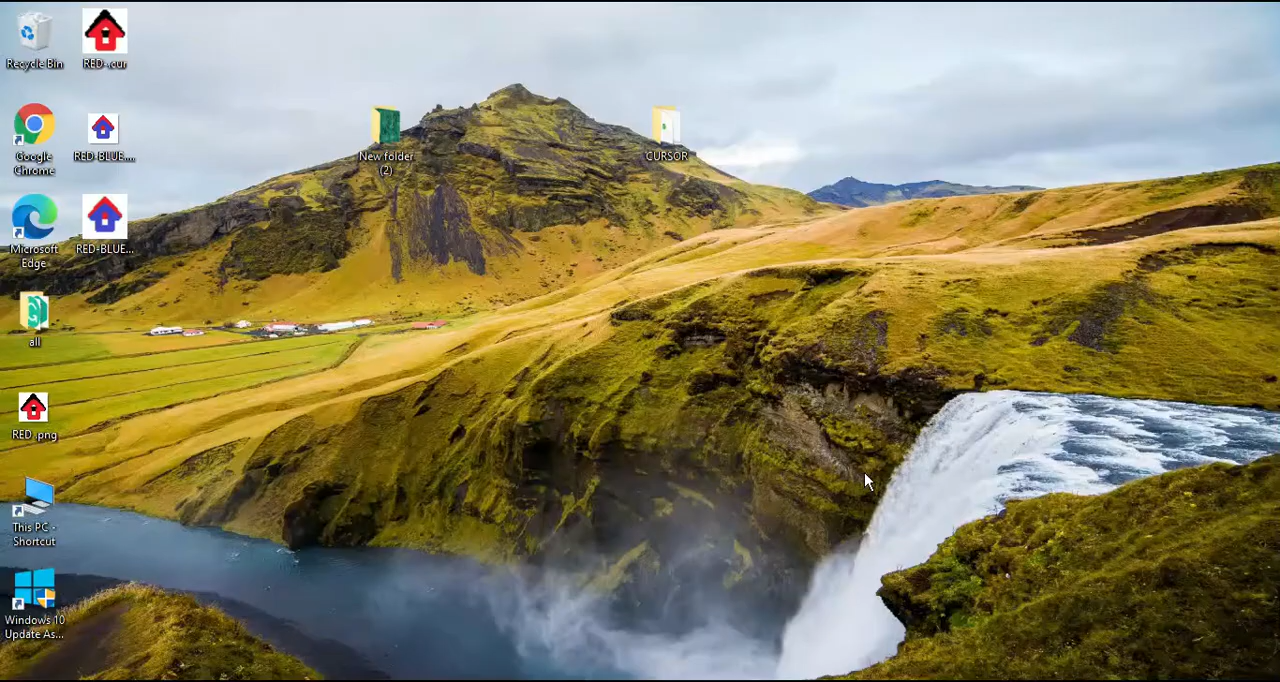 Recycle Bin
RED-.cur
Google
Chrome
RED-BLUE....
New folder
(2)
CURSOR
Microsoft
Edge
RED-BLUE...
all
RED .png
This PC -
Shortcut
Windows 10
Update As...